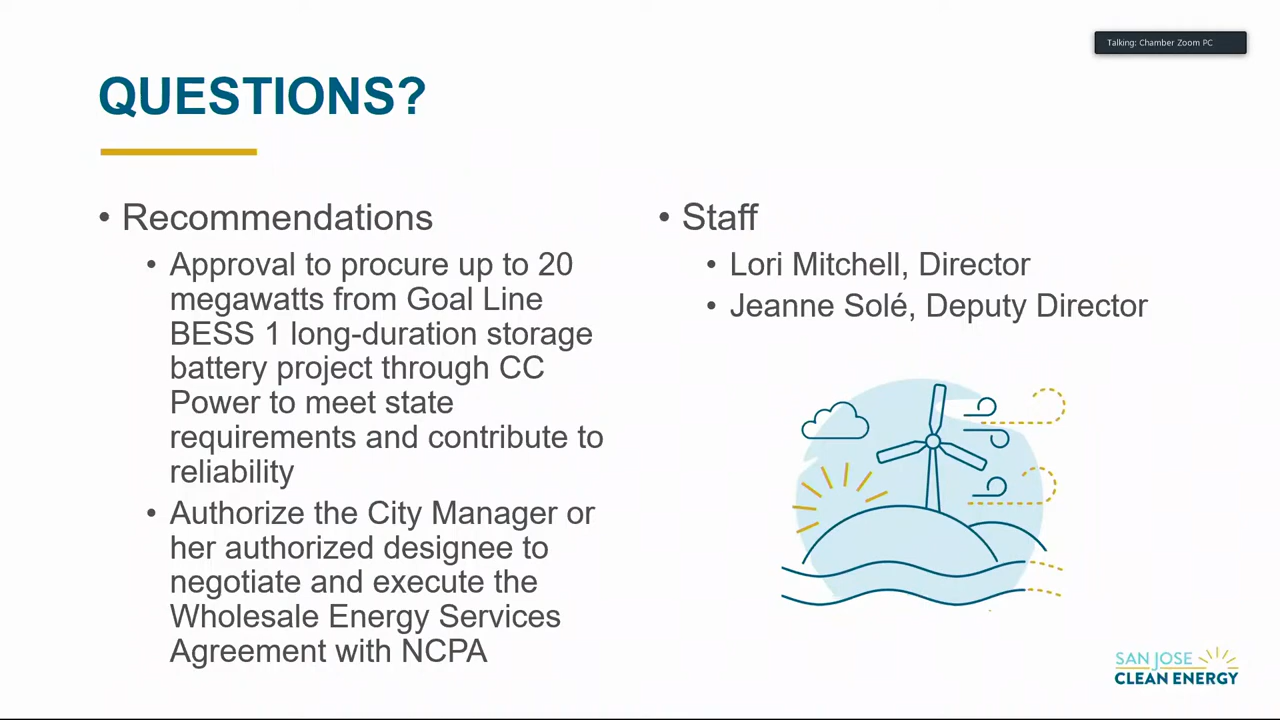 Talking: Chamber Zoom PC
QUESTIONS?
• Recommendations
• Approval to procure up to 20
megawatts from Goal Line
BESS 1 long-duration storage
battery project through CC
Power to meet state
requirements and contribute to
reliability
• Authorize the City Manager or
her authorized designee to
negotiate and execute the
Wholesale Energy Services
Agreement with NCPA
• Staff
• Lori Mitchell, Director
• Jeanne Solé, Deputy Director
SAN JOSE
CLEAN ENERGY